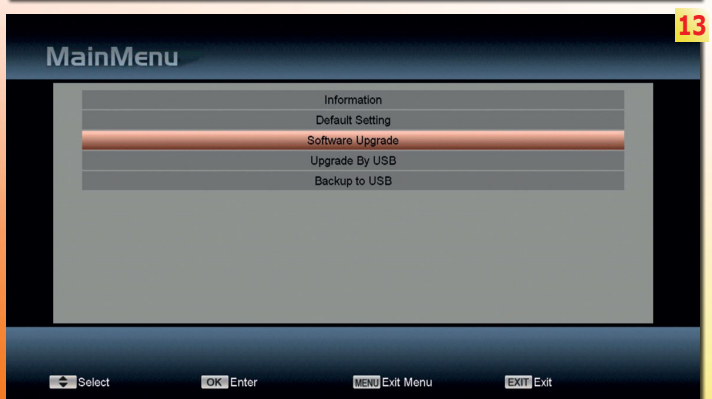 13
MainMenu
Information
Default Setting
Software Upgrade
Upgrade By USB
Backup to USB
Select OK Enter MENU Exit Menu EXIT Exit